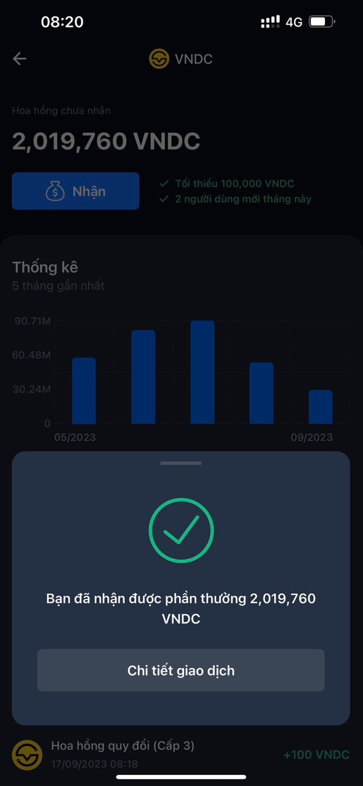 08:20
4G
VNDC
Hoa hồng chưa nhận
2,019,760 VNDC
Nhận
Tối thiểu 100,000 VNDC
2 người dùng mới tháng này
Thống kê
5 tháng gần nhất
90.71M
60.48M
30.24M
0
05/2023
09/2023
Bạn đã nhận được phần thưởng 2,019,760
VNDC
Chi tiết giao dịch
Hoa hồng quy đổi (Cấp 3)
+100 VNDC
17/09/2023 08:18